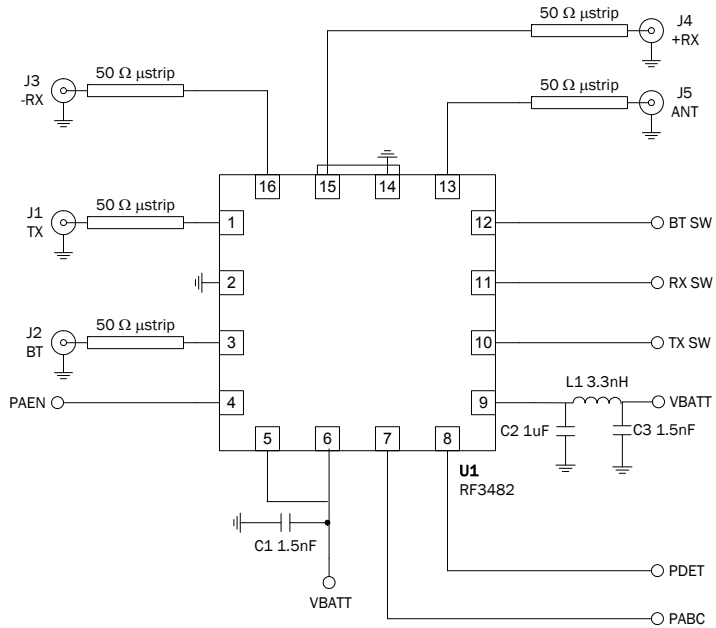 50 Ω µstrip
J4
+RX
J3
-RX
50 Ω µstrip
50 Ω µstrip
J5
ANT
16
15
14
13
J1
TX
50 Ω µstrip
1
12
BT SW
2
11
RX SW
J2
BT
50 Ω µstrip
3
10
TX SW
L1 3.3nH
PAEN
4
9
VBATT
C2 1uF
C3 1.5nF
5
6
7
8
U1
RF3482
C1 1.5nF
PDET
VBATT
PABC